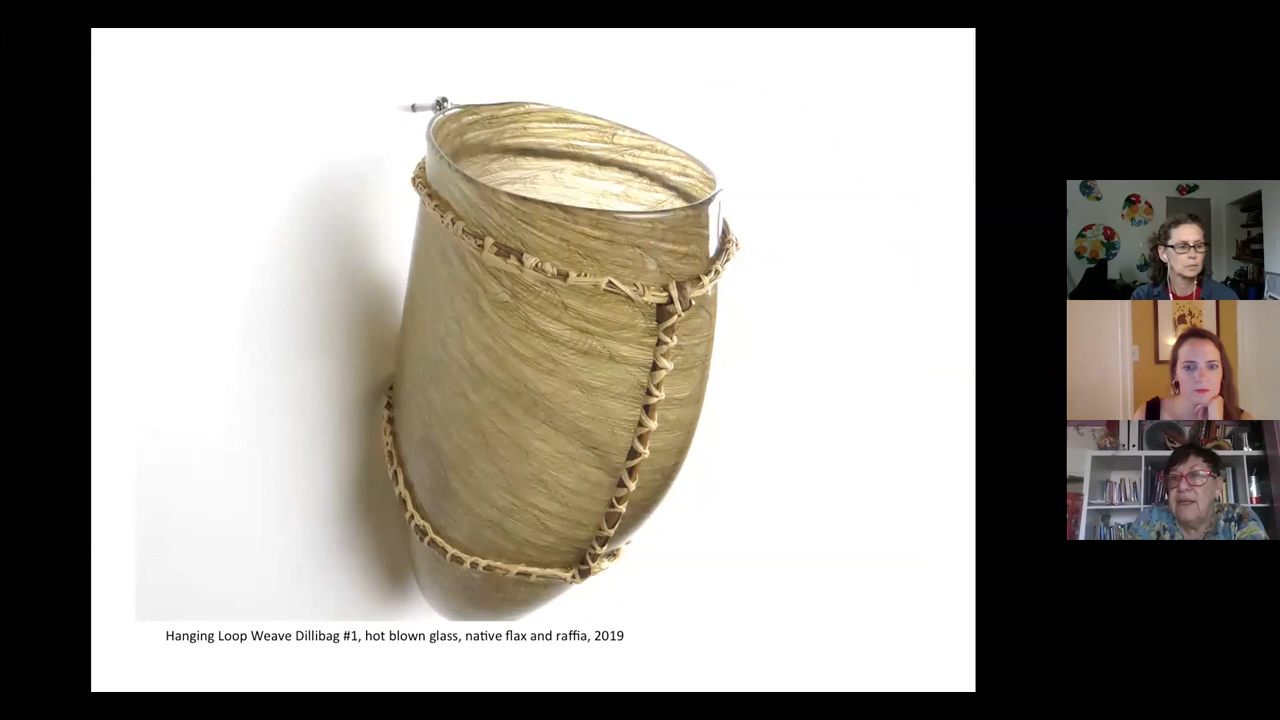 Hanging Loop Weave Dillibag #1, hot blown glass, native flax and raffia, 2019